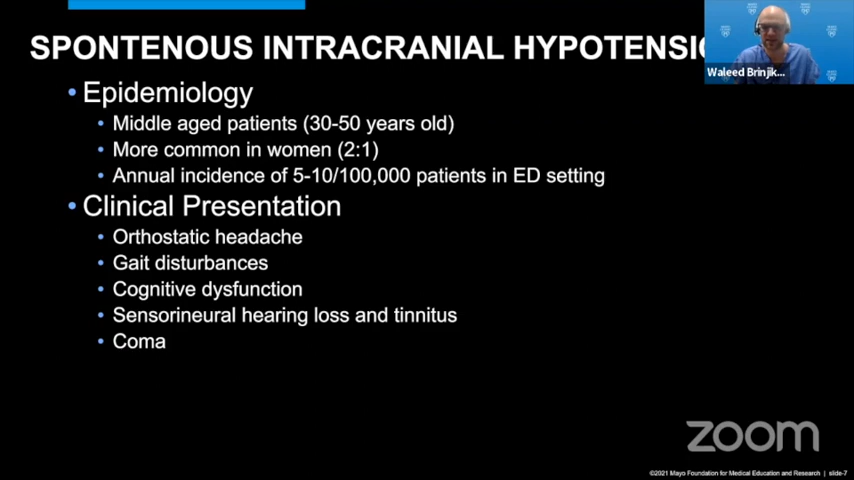 SPONTENOUS INTRACRANIAL HYPOTENSIO
Waleed Brinjik...
• Epidemiology
• Middle aged patients (30-50 years old)
• More common in women (2:1)
• Annual incidence of 5-10/100,000 patients in ED setting
• Clinical Presentation
• Orthostatic headache
• Gait disturbances
• Cognitive dysfunction
• Sensorineural hearing loss and tinnitus
• Coma
zoom
©2021 Mayo Foundation for Medical Education and Research | slide-7